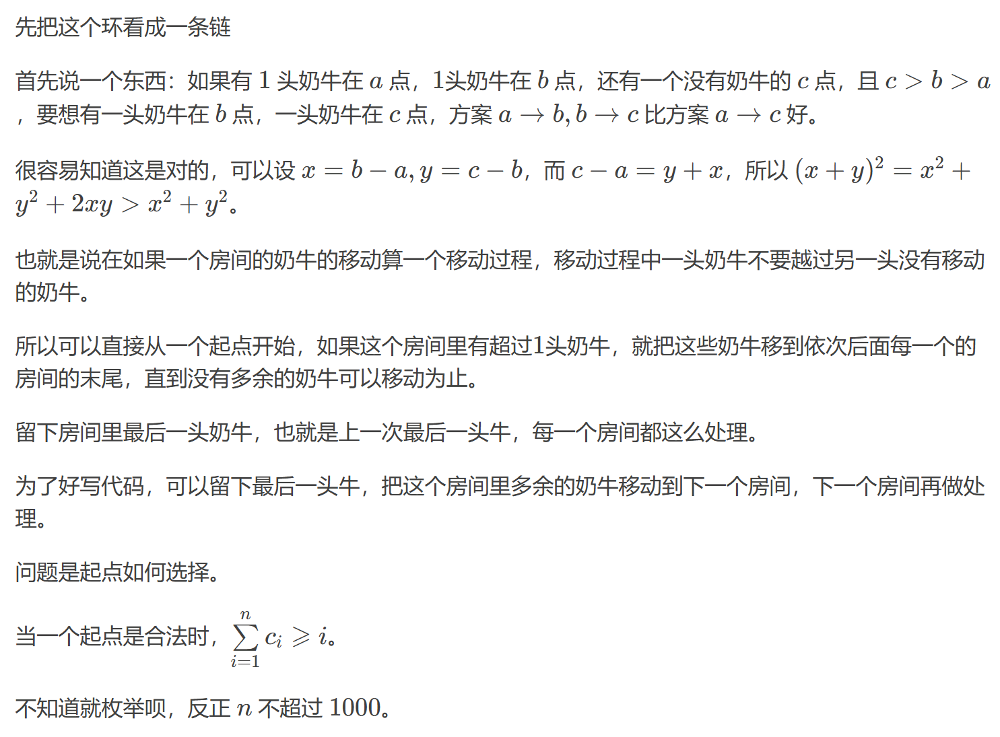 先把这个环看成一条链
首先说一个东西：如果有 1 头奶牛在 a 点，1头奶牛在 b 点，还有一个没有奶牛的 c 点，且 c > b > a
，要想有一头奶牛在 b 点，一头奶牛在 c 点，方案 a → b, b → c 比方案 a → c 好。
很容易知道这是对的，可以设 x = b − a, y = c − b，而 c − a = y + x，所以 (x + y)² = x² +
y² + 2xy > x² + y²。
也就是说在如果一个房间的奶牛的移动算一个移动过程，移动过程中一头奶牛不要越过另一头没有移动
的奶牛。
所以可以直接从一个起点开始，如果这个房间里有超过1头奶牛，就把这些奶牛移到依次后面每一个的
房间的末尾，直到没有多余的奶牛可以移动为止。
留下房间里最后一头奶牛，也就是上一次最后一头牛，每一个房间都这么处理。
为了好写代码，可以留下最后一头牛，把这个房间里多余的奶牛移动到下一个房间，下一个房间再做处
理。
问题是起点如何选择。
当一个起点是合法时，$\sum_{i=1}^{n} c_i \geqslant i$。
不知道就枚举呗，反正 n 不超过 1000。